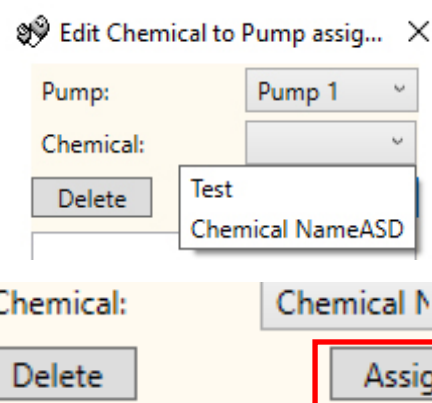 Edit Chemical to Pump assig...
Pump: Pump 1
Chemical:
Delete
Test
Chemical NameASD
Chemical: Chemical
Delete Assig